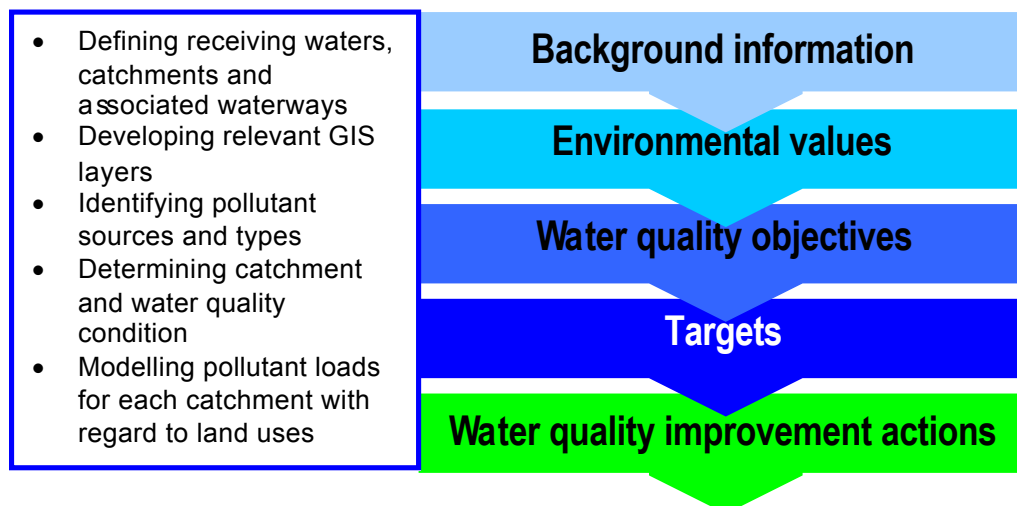 • Defining receiving waters,
catchments and
associated waterways
• Developing relevant GIS
layers
• Identifying pollutant
sources and types
• Determining catchment
and water quality
condition
• Modelling pollutant loads
for each catchment with
regard to land uses
Background information
Environmental values
Water quality objectives
Targets
Water quality improvement actions